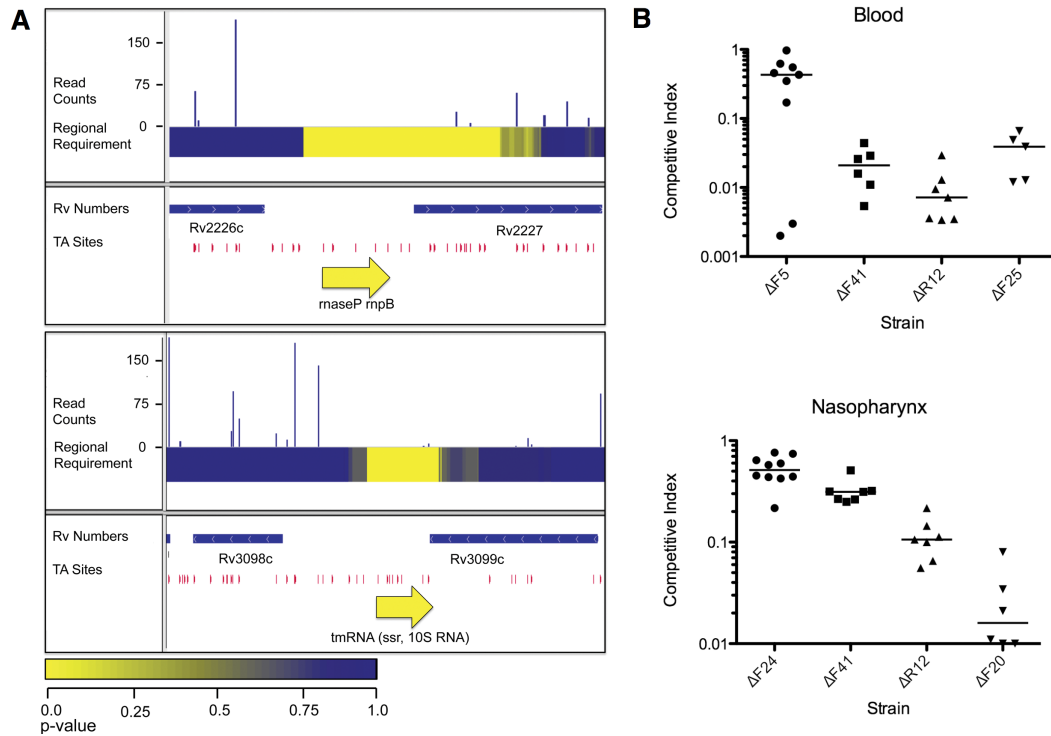 A
150
75
0
Read
Counts
Regional
Requirement
Rv Numbers
Rv2226c
Rv2227
TA Sites
rnaseP rnpB
150
75
0
Read
Counts
Regional
Requirement
Rv Numbers
Rv3098c
Rv3099c
TA Sites
tmRNA (ssr, 10S RNA)
0.0 0.25 0.5 0.75 1.0
p-value
B
Blood
Competitive Index
1
0.1
0.01
0.001
ΔF5 ΔF41 ΔR12 ΔF25
Strain
Nasopharynx
Competitive Index
1
0.1
0.01
ΔF24 ΔF41 ΔR12 ΔF20
Strain